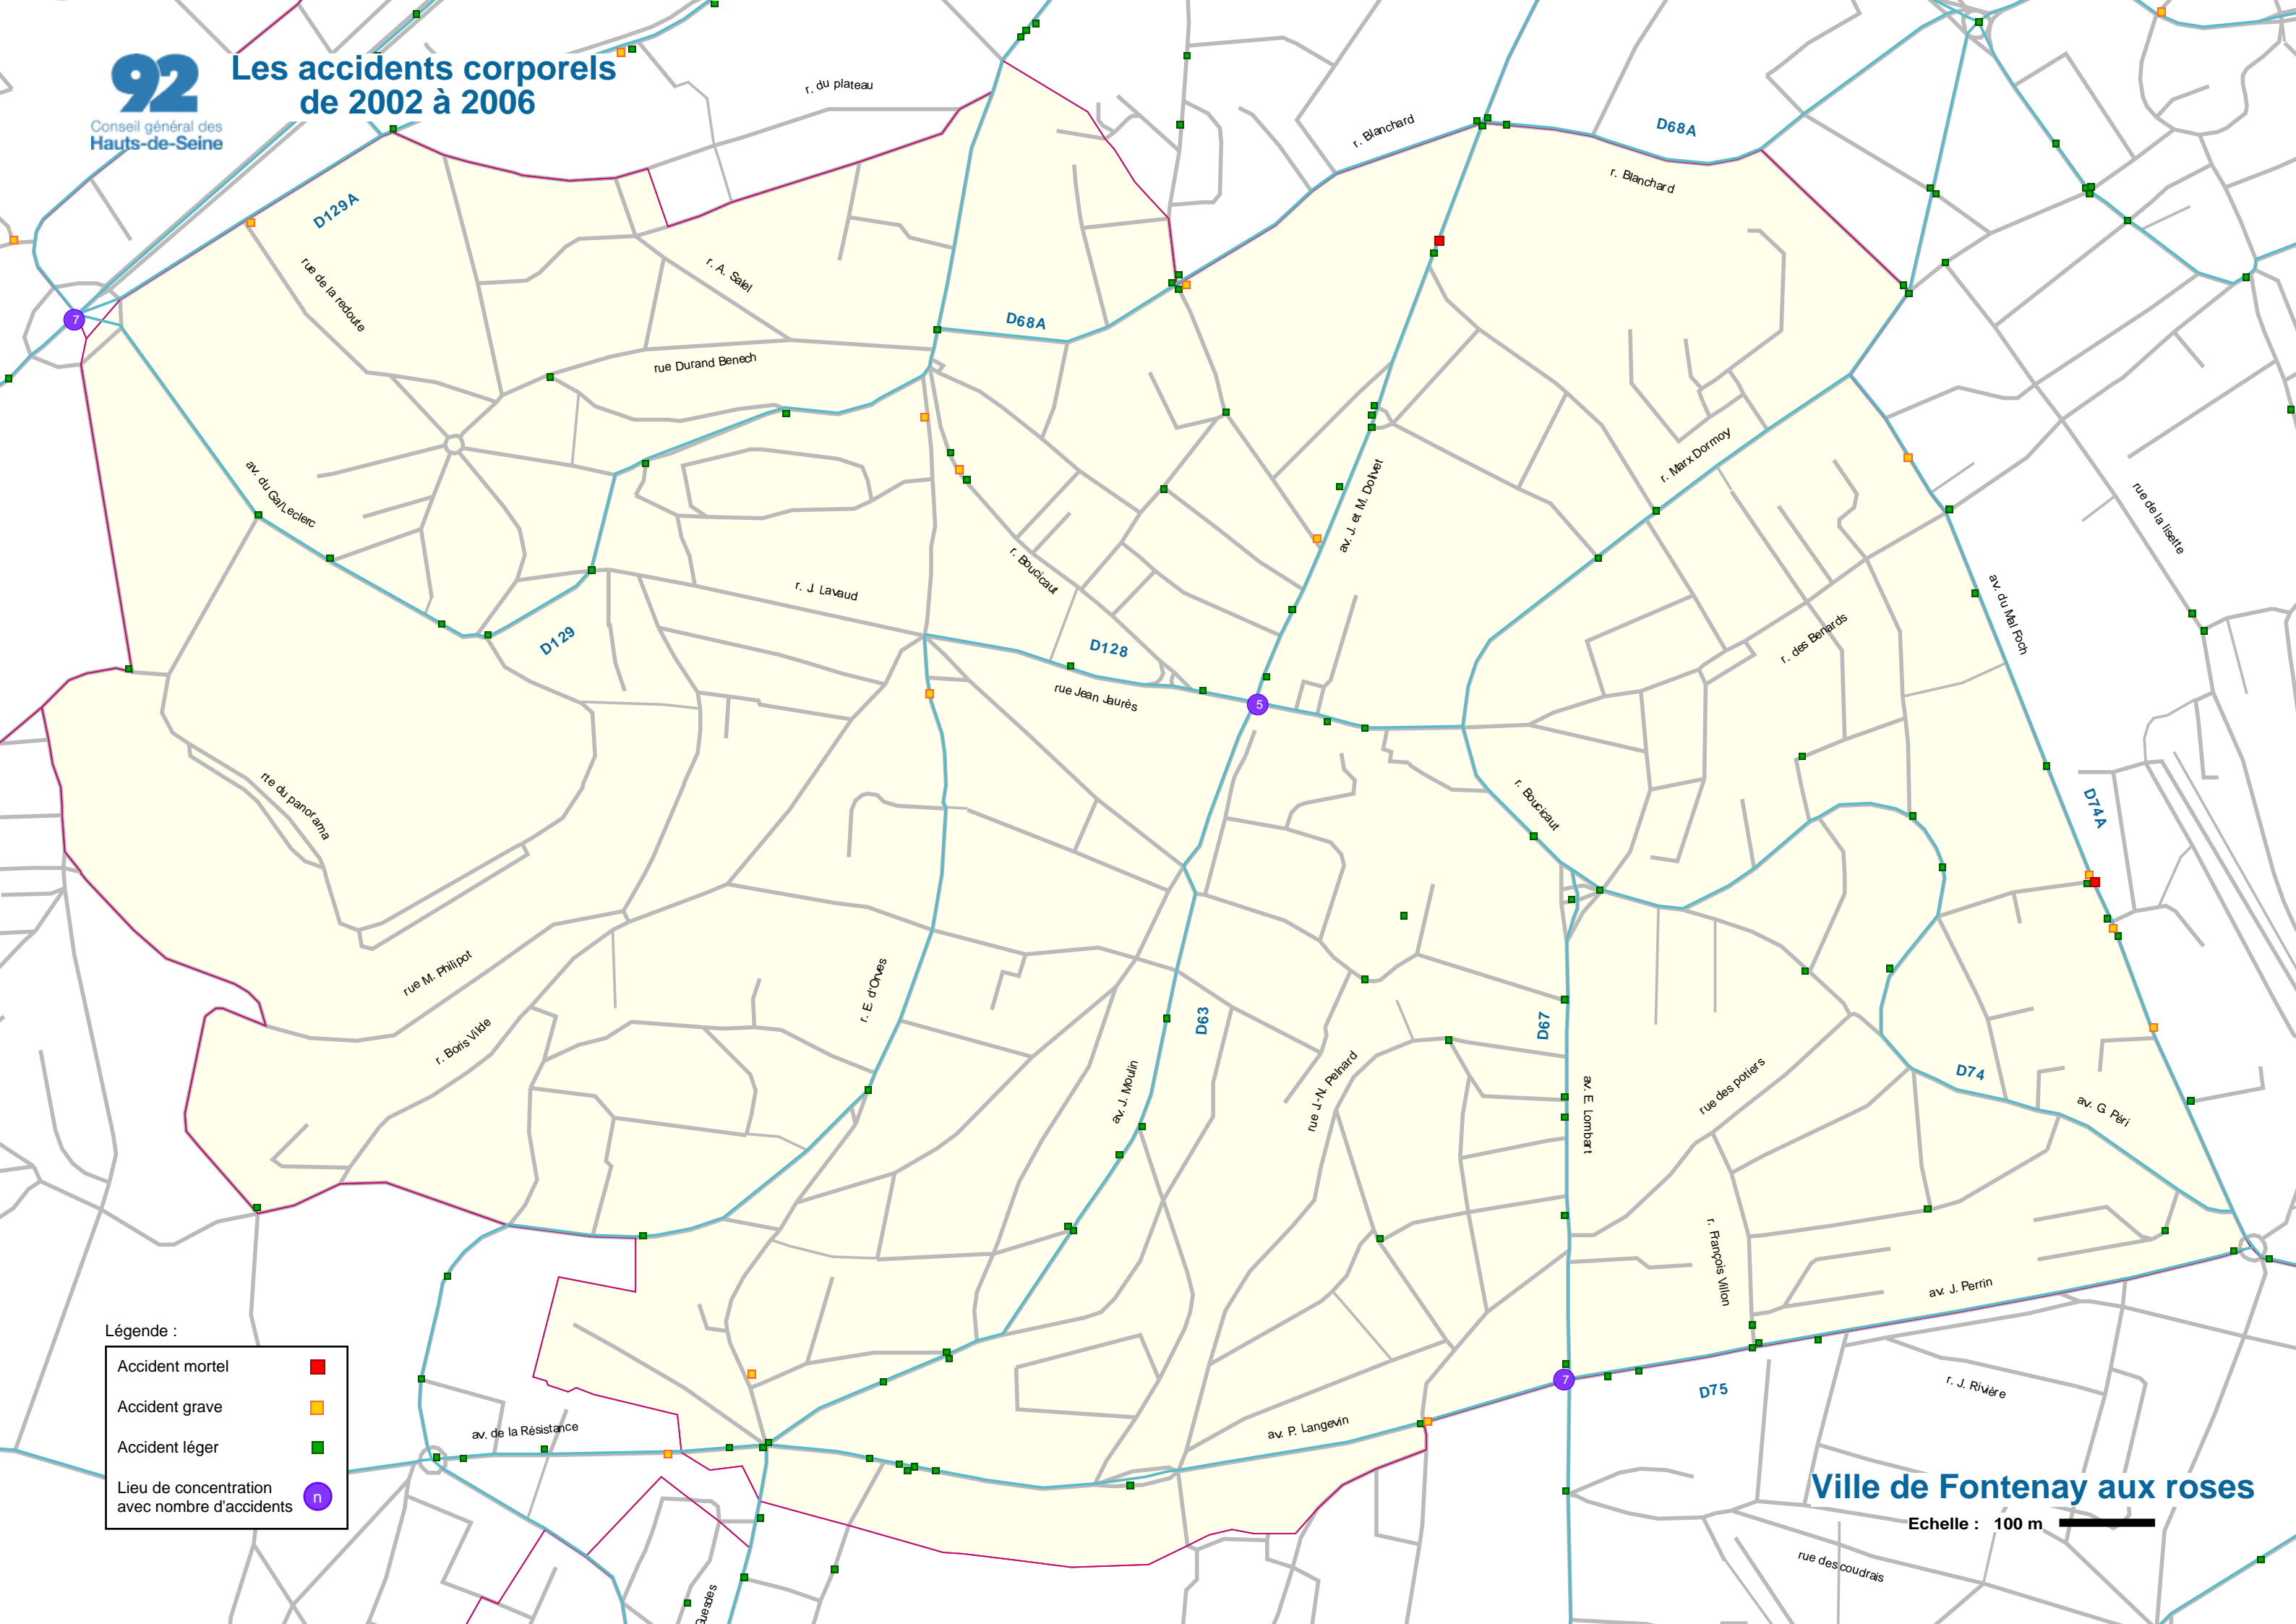 92
Conseil général des
Hauts-de-Seine
Les accidents corporels
de 2002 à 2006
r. du plateau
r. Blanchard
D68A
r. Blanchard
D129A
rue de la redoute
r. A. Salel
D68A
rue Durand Benech
7
av. du Gal Leclerc
r. Marx Dormoy
av. J. et M. Dolivet
rue de la lisette
r. Boucicaut
r. J. Lavaud
D129
D128
rue Jean Jaurès
5
r. des Benards
av. du Mal Foch
rte du panorama
r. Boucicaut
D74A
rue M. Philipot
r. E. d'Orves
r. Boris Vilde
D63
D67
av. J. Moulin
rue J.-N. Pelnard
av. E. Lombart
rue des potiers
D74
av. G. Péri
r. François Villon
av. J. Perrin
Légende :
Accident mortel
Accident grave
Accident léger
Lieu de concentration
avec nombre d'accidents
n
av. de la Résistance
av. P. Langevin
7
D75
r. J. Rivière
Ville de Fontenay aux roses
Echelle : 100 m
rue des coudrais